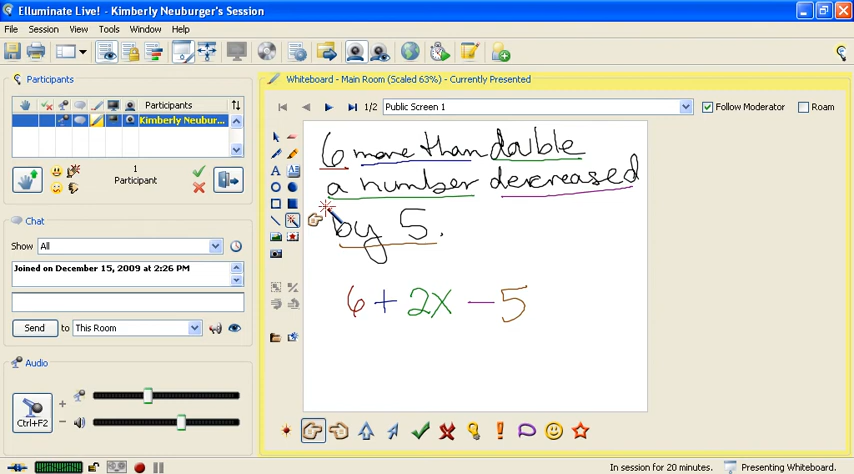 Elluminate Live! - Kimberly Neuburger's Session
File Session View Tools Window Help
Participants
Participants
Kimberly Neubur...
1
Participant
Chat
Show All
Joined on December 15, 2009 at 2:26 PM
Send to This Room
Audio
Ctrl+F2
Whiteboard - Main Room (Scaled 63%) - Currently Presented
1/2 Public Screen 1 Follow Moderator Roam
6 more than double
a number decreased
by 5.
6 + 2x - 5
In session for 20 minutes. Presenting Whiteboard.